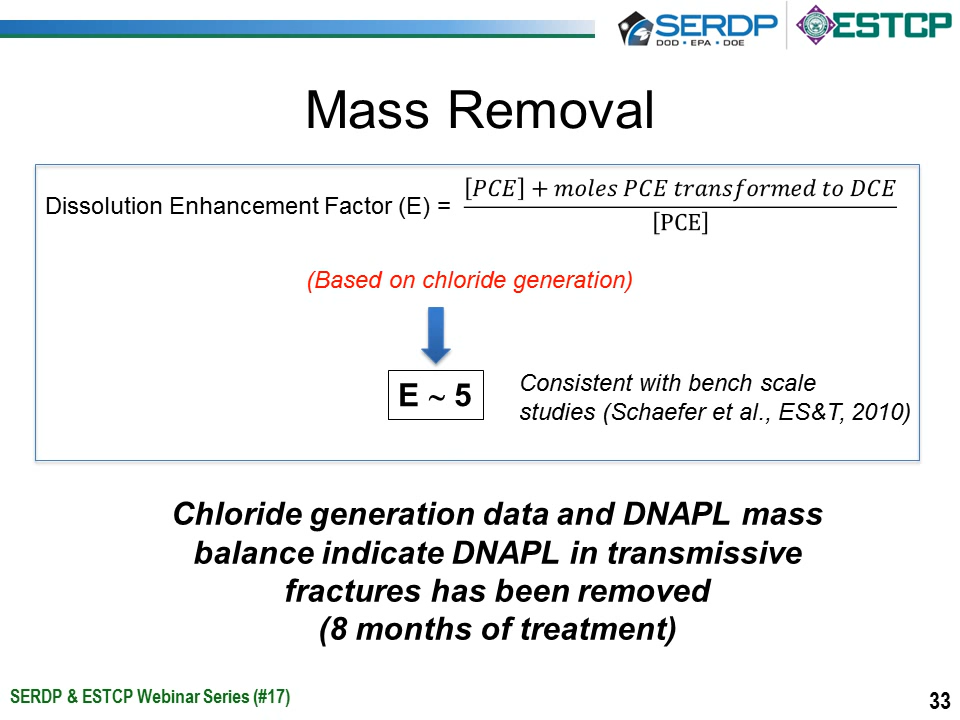 SERDP
DOD • EPA • DOE
ESTCP
Mass Removal
Dissolution Enhancement Factor (E) = [PCE] + moles PCE transformed to DCE
[PCE]
(Based on chloride generation)
E ~ 5
Consistent with bench scale
studies (Schaefer et al., ES&T, 2010)
Chloride generation data and DNAPL mass
balance indicate DNAPL in transmissive
fractures has been removed
(8 months of treatment)
SERDP & ESTCP Webinar Series (#17)
33